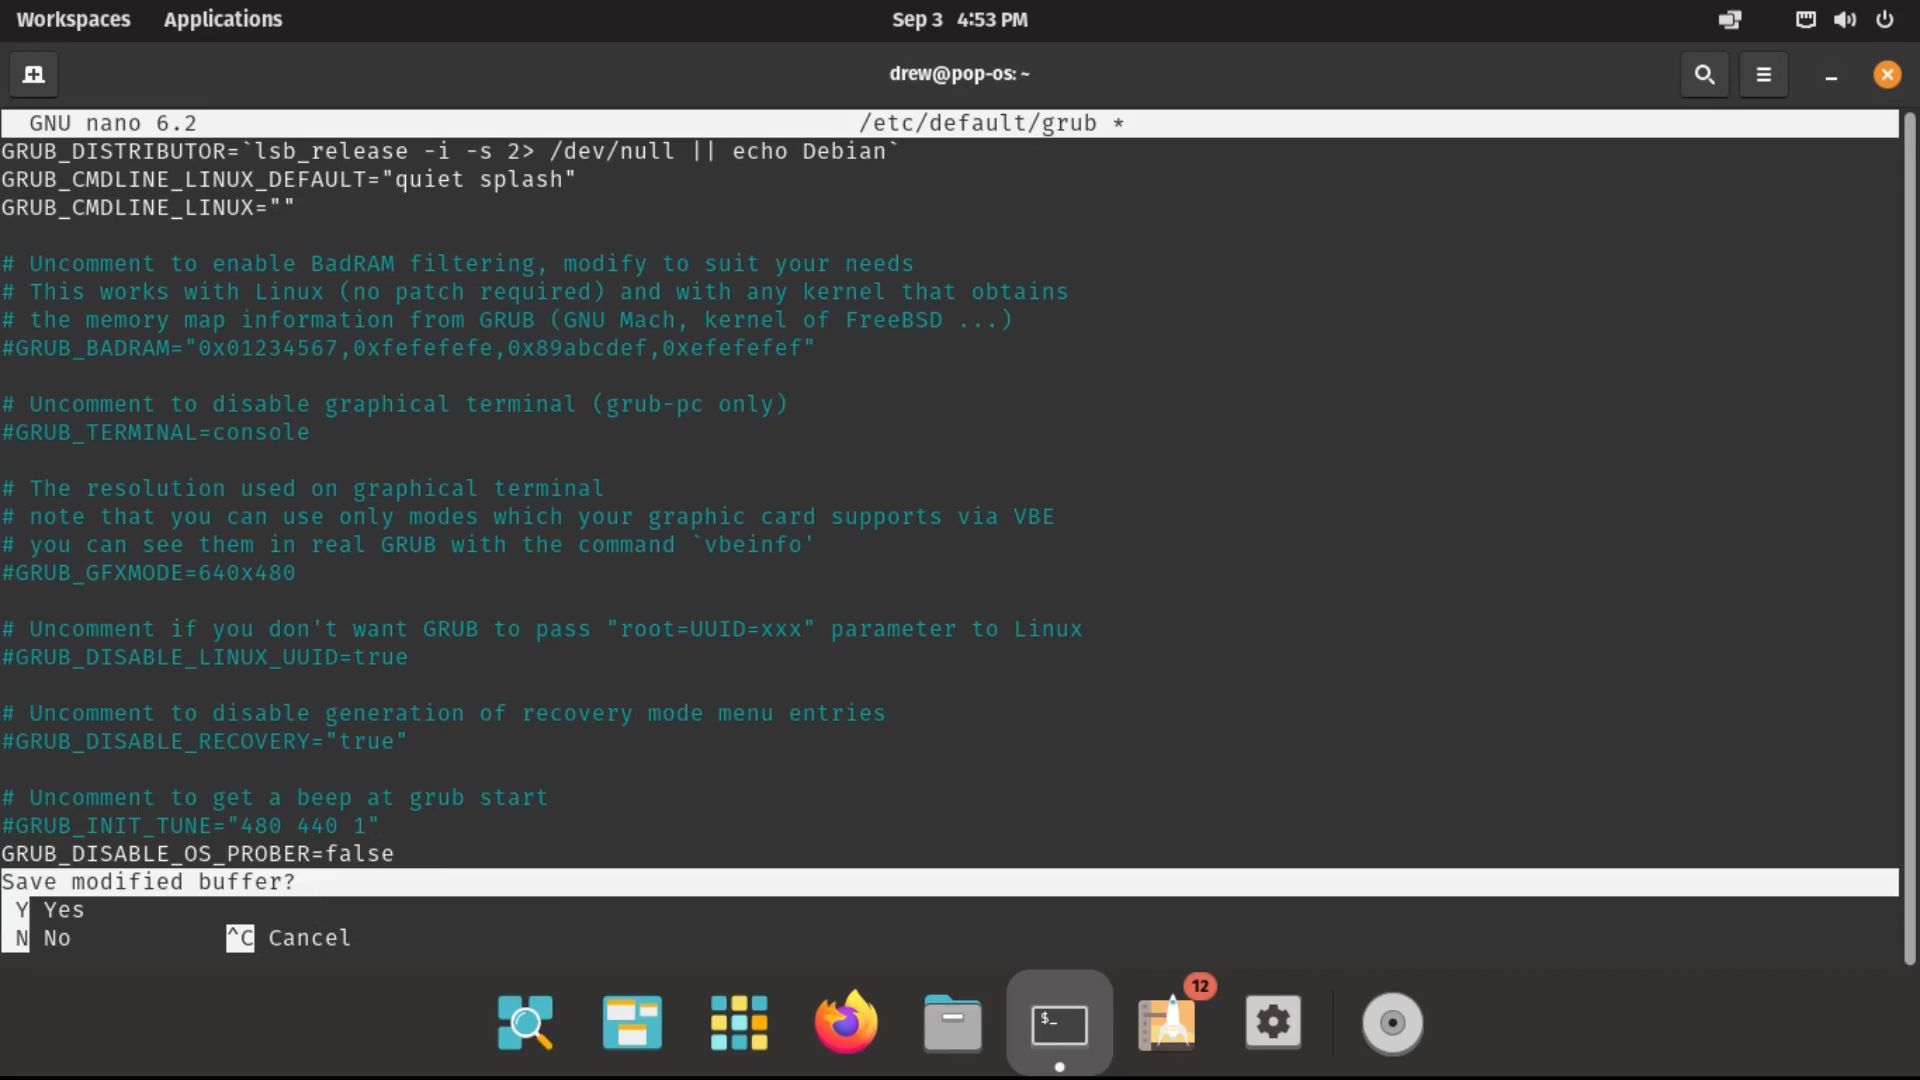 Workspaces Applications Sep 3 4:53 PM
drew@pop-os: ~
GNU nano 6.2 /etc/default/grub *
GRUB_DISTRIBUTOR=`lsb_release -i -s 2> /dev/null || echo Debian`
GRUB_CMDLINE_LINUX_DEFAULT="quiet splash"
GRUB_CMDLINE_LINUX=""
# Uncomment to enable BadRAM filtering, modify to suit your needs
# This works with Linux (no patch required) and with any kernel that obtains
# the memory map information from GRUB (GNU Mach, kernel of FreeBSD ...)
#GRUB_BADRAM="0x01234567,0xfefefefe,0x89abcdef,0xefefefef"
# Uncomment to disable graphical terminal (grub-pc only)
#GRUB_TERMINAL=console
# The resolution used on graphical terminal
# note that you can use only modes which your graphic card supports via VBE
# you can see them in real GRUB with the command `vbeinfo'
#GRUB_GFXMODE=640x480
# Uncomment if you don't want GRUB to pass "root=UUID=xxx" parameter to Linux
#GRUB_DISABLE_LINUX_UUID=true
# Uncomment to disable generation of recovery mode menu entries
#GRUB_DISABLE_RECOVERY="true"
# Uncomment to get a beep at grub start
#GRUB_INIT_TUNE="480 440 1"
GRUB_DISABLE_OS_PROBER=false
Save modified buffer?
Y Yes
N No ^C Cancel
$_
12